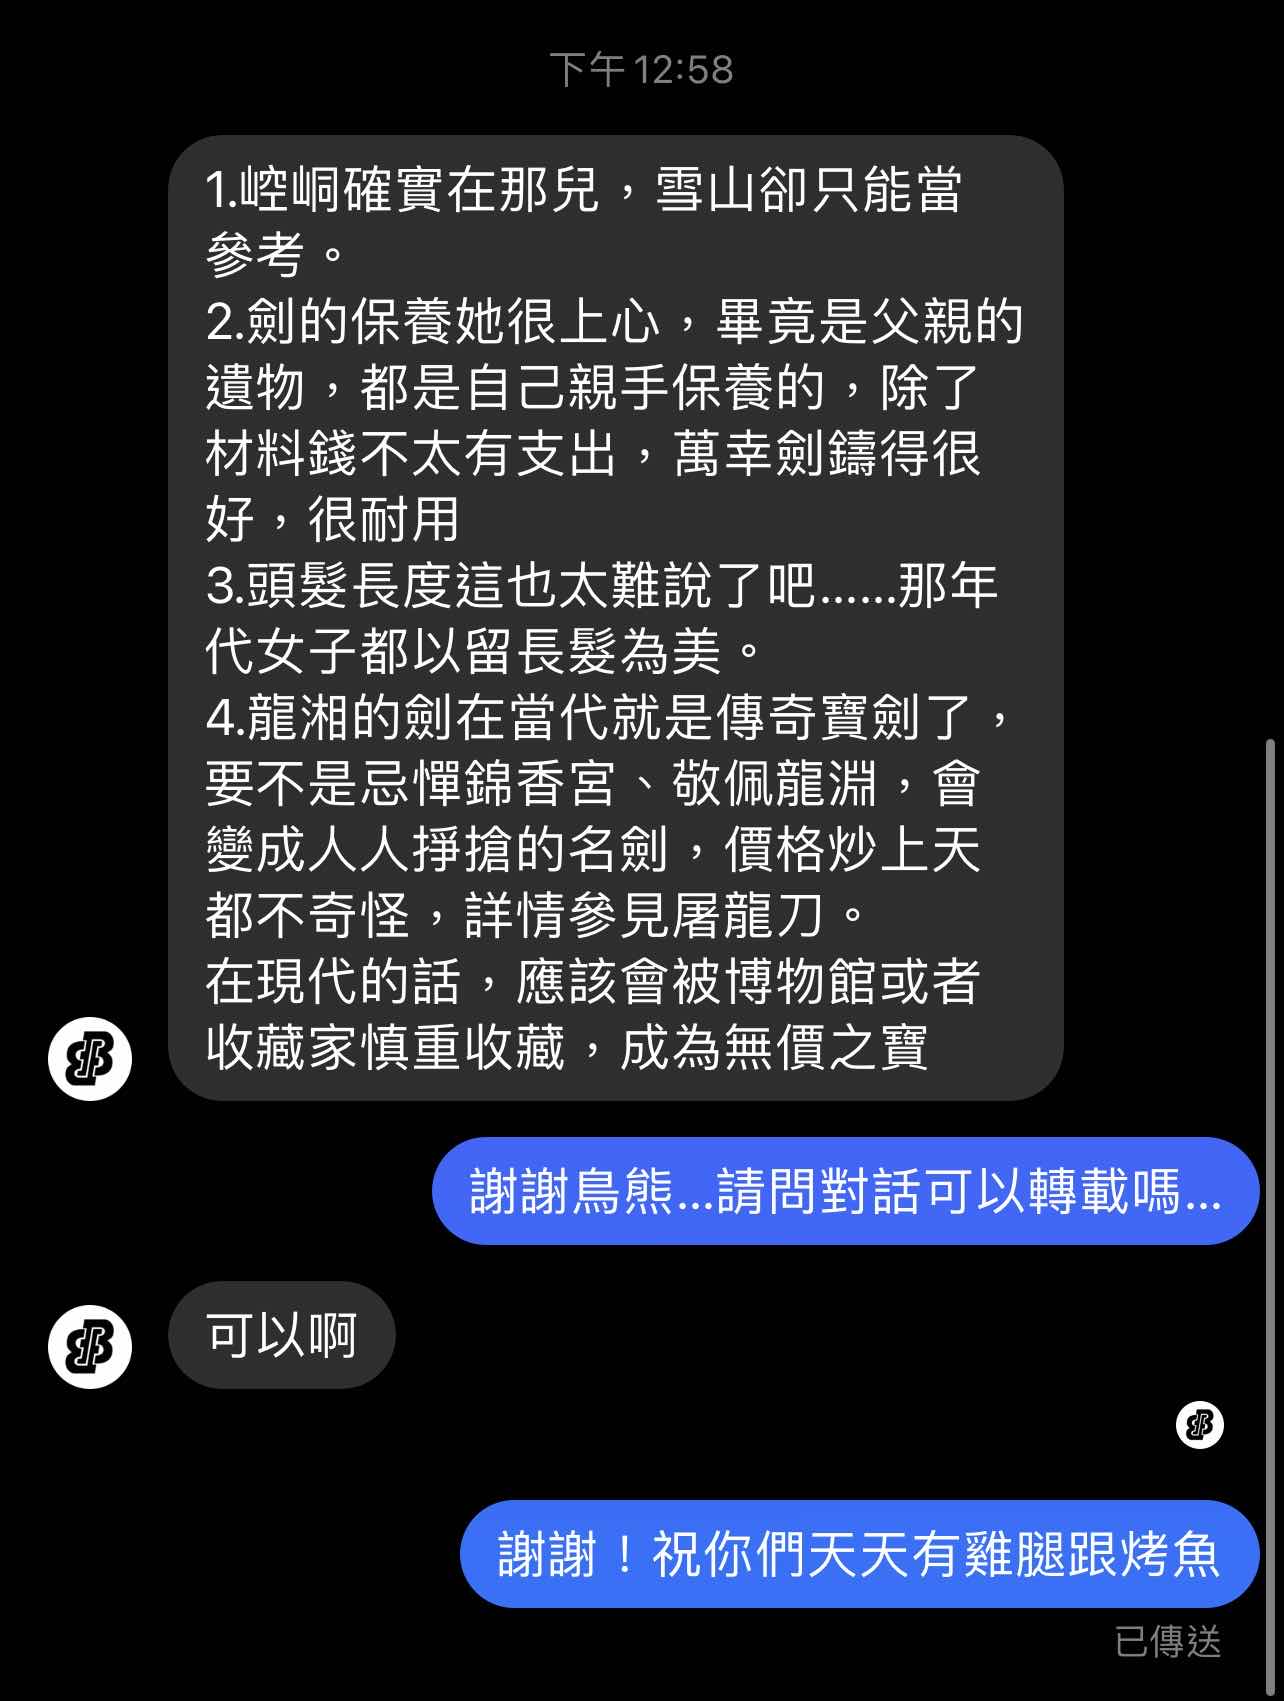 下午 12:58
1.崆峒確實在那兒，雪山卻只能當
參考。
2.劍的保養她很上心，畢竟是父親的
遺物，都是自己親手保養的，除了
材料錢不太有支出，萬幸劍鑄得很
好，很耐用
3.頭髮長度這也太難說了吧......那年
代女子都以留長髮為美。
4.龍湘的劍在當代就是傳奇寶劍了，
要不是忌憚錦香宮、敬佩龍淵，會
變成人人掙搶的名劍，價格炒上天
都不奇怪，詳情參見屠龍刀。
在現代的話，應該會被博物館或者
收藏家慎重收藏，成為無價之寶
謝謝鳥熊...請問對話可以轉載嗎...
可以啊
謝謝！祝你們天天有雞腿跟烤魚
已傳送